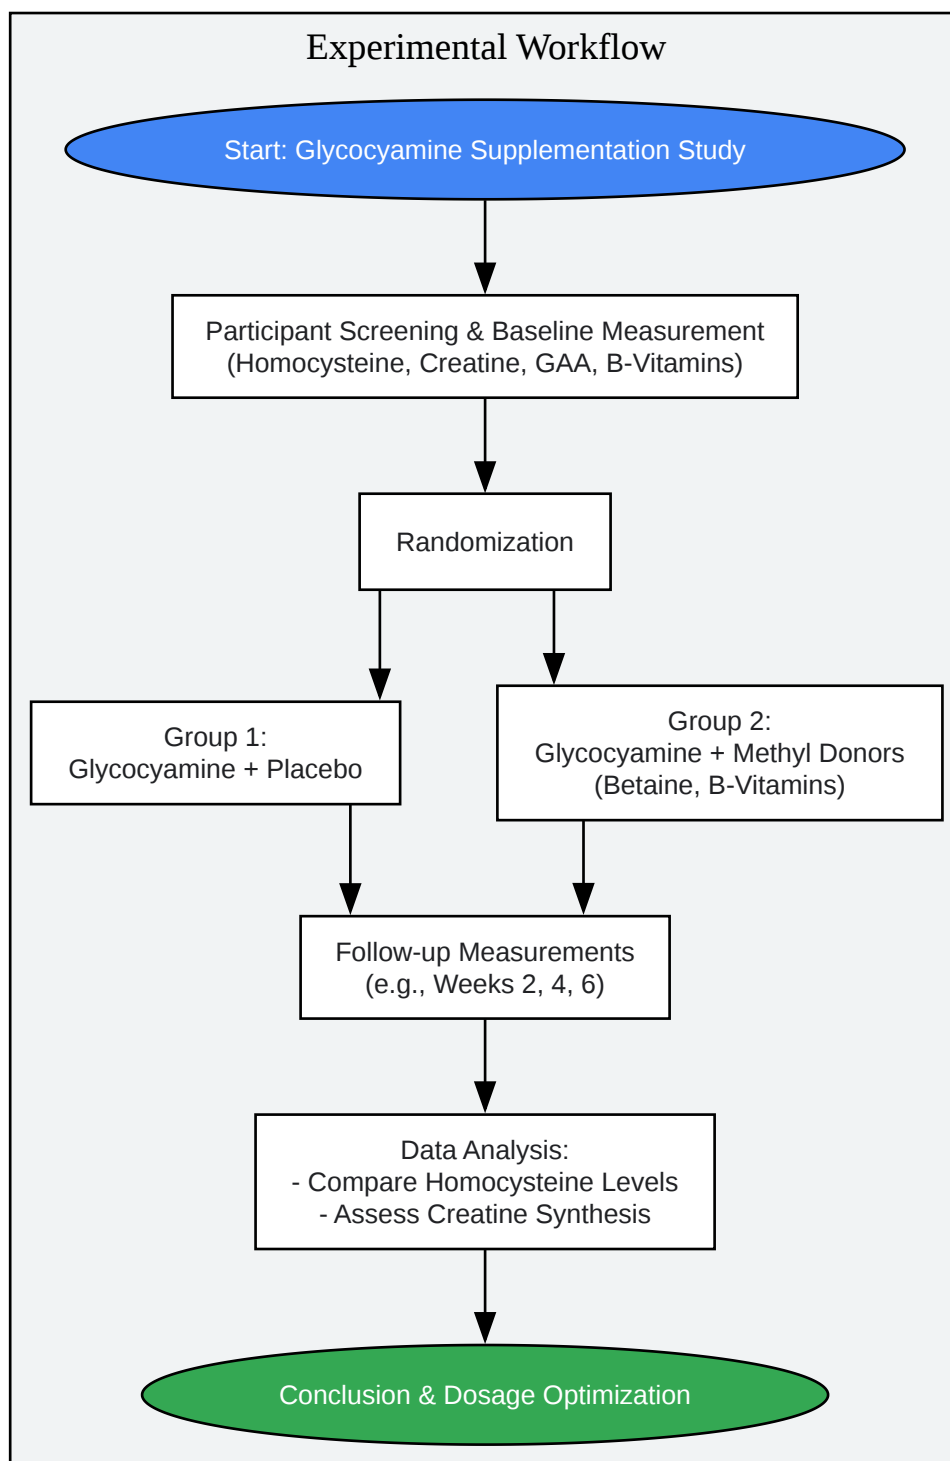 Experimental Workflow
Start: Glycocyamine Supplementation Study
Participant Screening & Baseline Measurement
(Homocysteine, Creatine, GAA, B-Vitamins)
Randomization
Group 1:
Glycocyamine + Placebo
Group 2:
Glycocyamine + Methyl Donors
(Betaine, B-Vitamins)
Follow-up Measurements
(e.g., Weeks 2, 4, 6)
Data Analysis:
- Compare Homocysteine Levels
- Assess Creatine Synthesis
Conclusion & Dosage Optimization